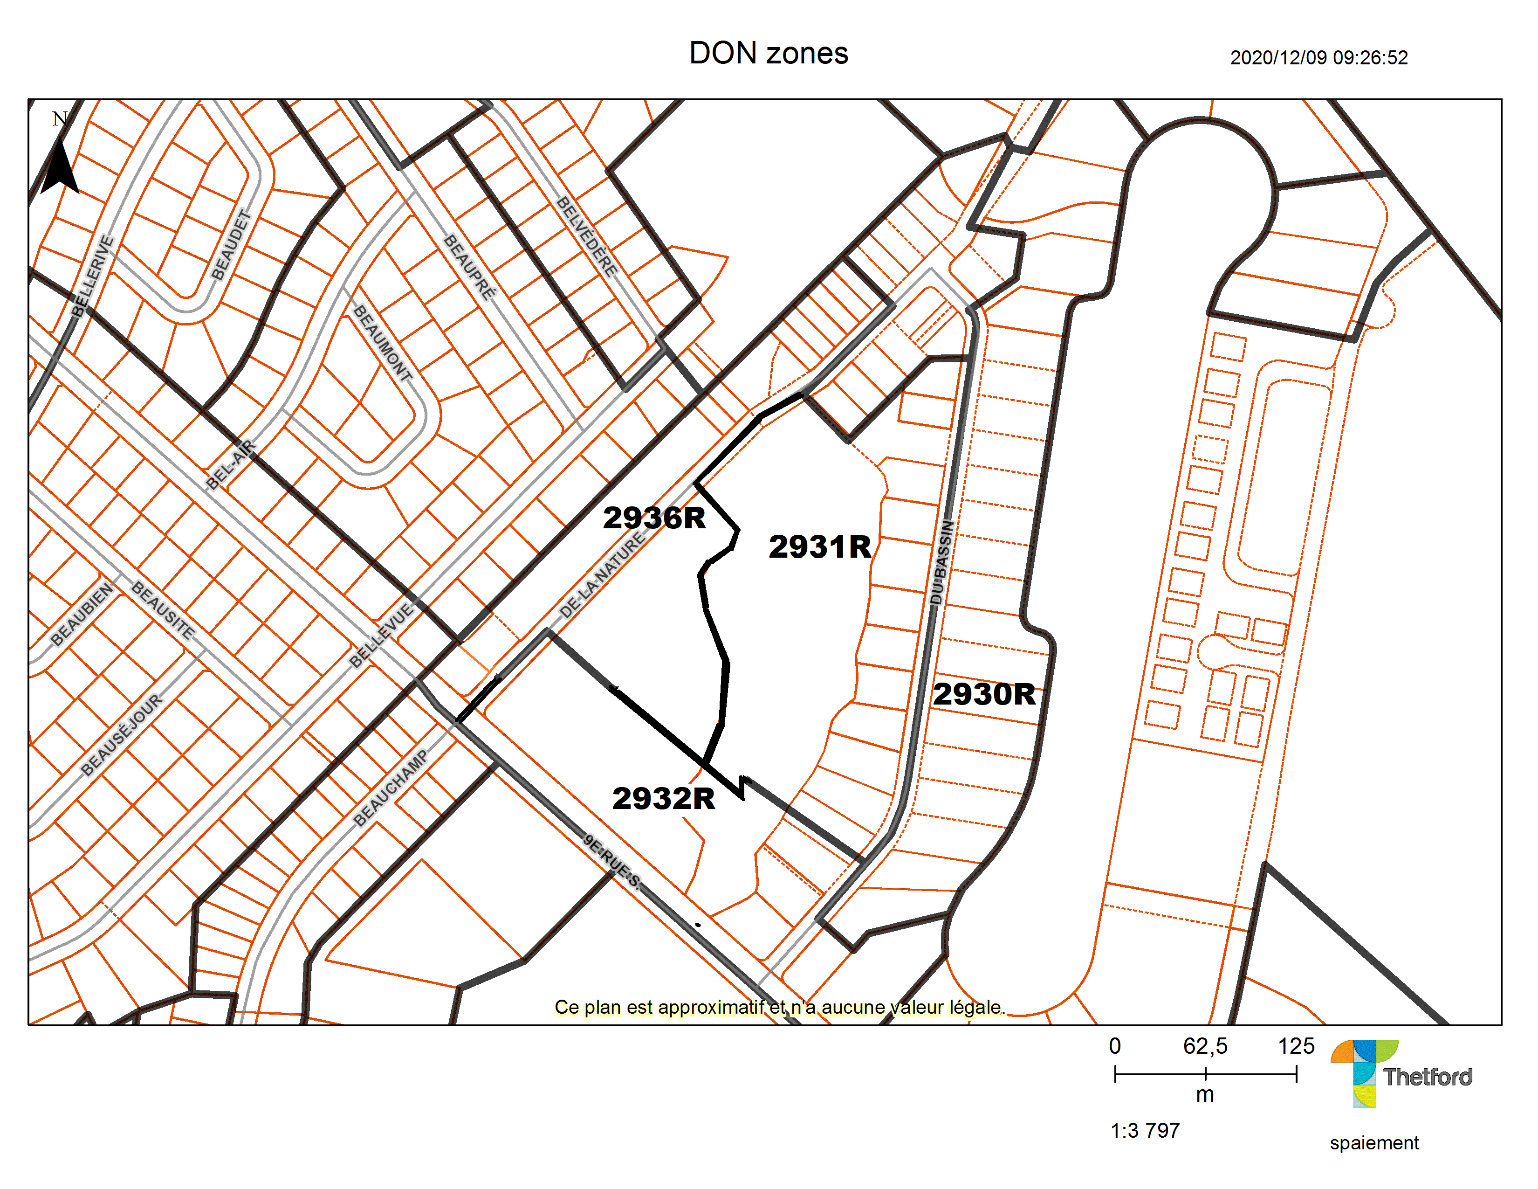 DON zones
2020/12/09 09:26:52
N
BELLERIVE
BEAUDET
BEAUPRÉ
BELVÉDÈRE
BEAUMONT
BEL-AIR
2936R
2931R
DE-LA-NATURE
DU-BASSIN
BEAUBIEN
BEAUSITE
BELLEVUE
2930R
BEAUSÉJOUR
BEAUCHAMP
2932R
9E-RUE-S.
Ce plan est approximatif et n'a aucune valeur légale.
0 62,5 125
m
1:3 797
Thetford
spaiement